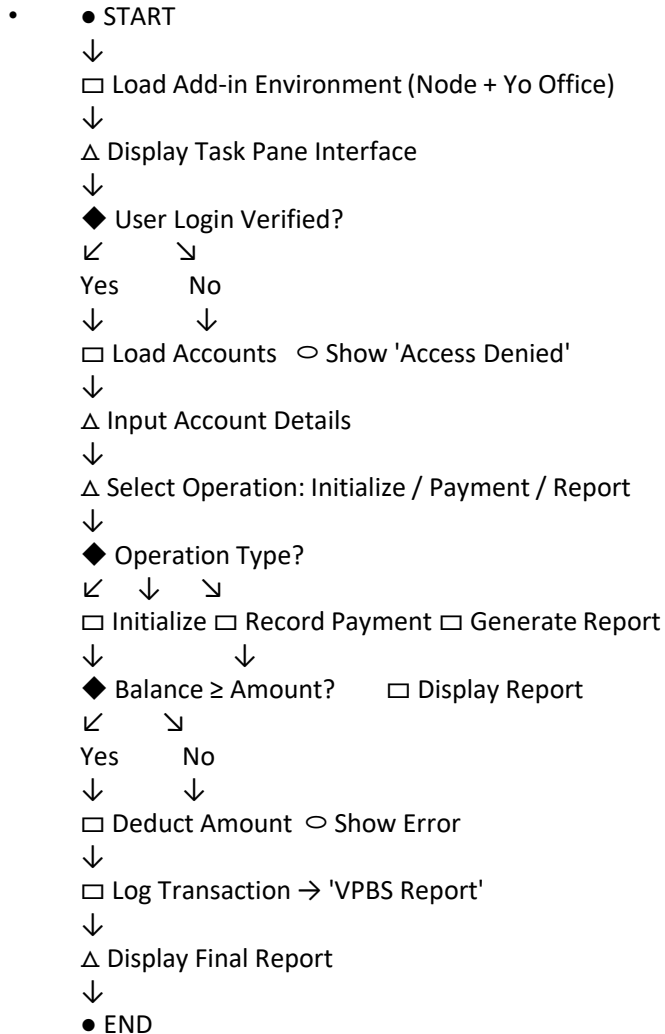 • ● START
↓
□ Load Add-in Environment (Node + Yo Office)
↓
△ Display Task Pane Interface
↓
◆ User Login Verified?
↙ ↘
Yes No
↓ ↓
□ Load Accounts ○ Show 'Access Denied'
↓
△ Input Account Details
↓
△ Select Operation: Initialize / Payment / Report
↓
◆ Operation Type?
↙ ↓ ↘
□ Initialize □ Record Payment □ Generate Report
↓ ↓
◆ Balance ≥ Amount? □ Display Report
↙ ↘
Yes No
↓ ↓
□ Deduct Amount ○ Show Error
↓
□ Log Transaction → 'VPBS Report'
↓
△ Display Final Report
↓
● END